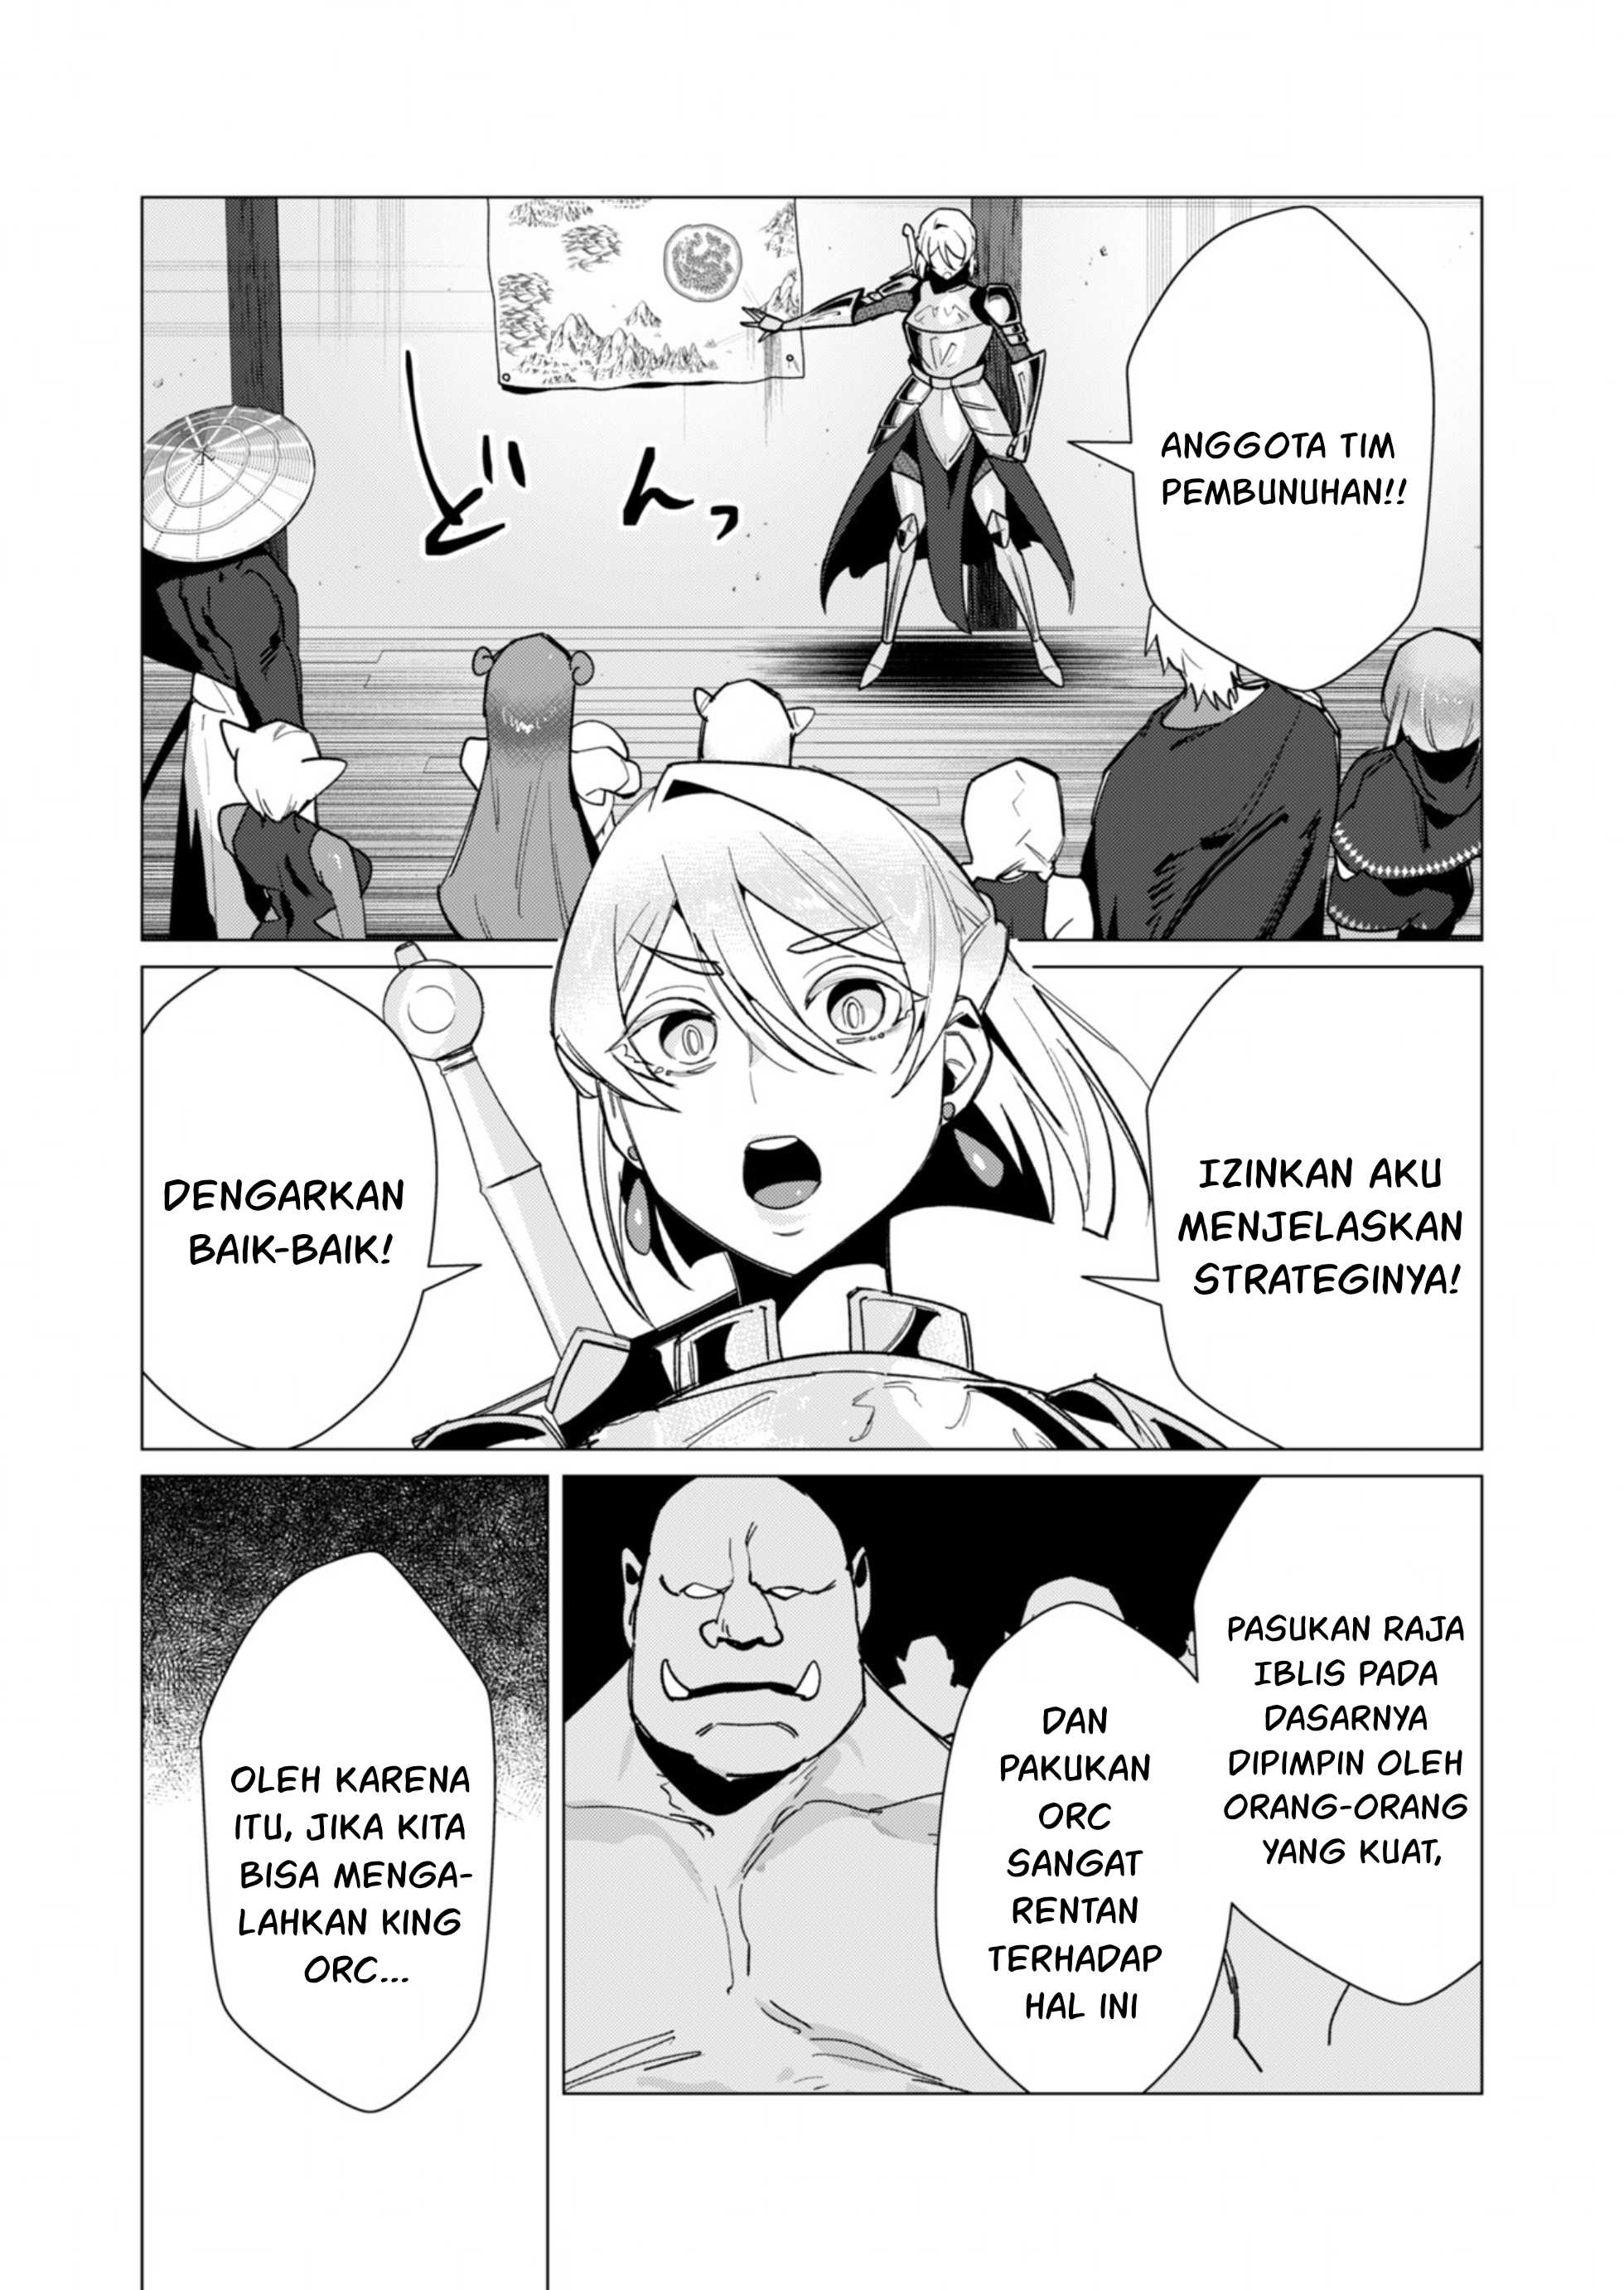 ANGGOTA TIM
PEMBUNUHAN!!
どんっ
IZINKAN AKU
MENJELASKAN
STRATEGINYA!
DENGARKAN
BAIK-BAIK!
PASUKAN RAJA
IBLIS PADA
DASARNYA
DIPIMPIN OLEH
ORANG-ORANG
YANG KUAT,
DAN
PAKUKAN
ORC
SANGAT
RENTAN
TERHADAP
HAL INI
OLEH KARENA
ITU, JIKA KITA
BISA MENGA-
LAHKAN KING
ORC...